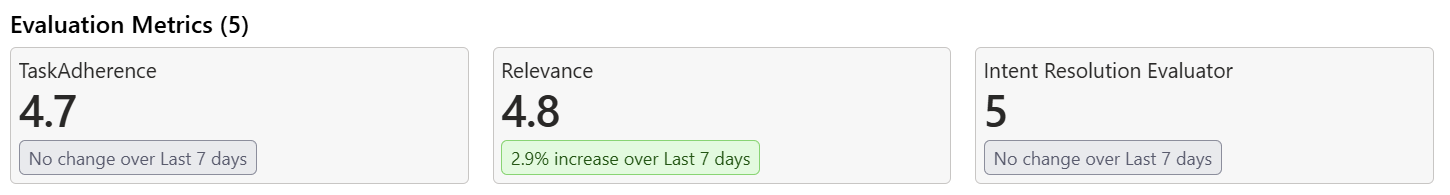 Evaluation Metrics (5)
TaskAdherence
4.7
No change over Last 7 days
Relevance
4.8
2.9% increase over Last 7 days
Intent Resolution Evaluator
5
No change over Last 7 days